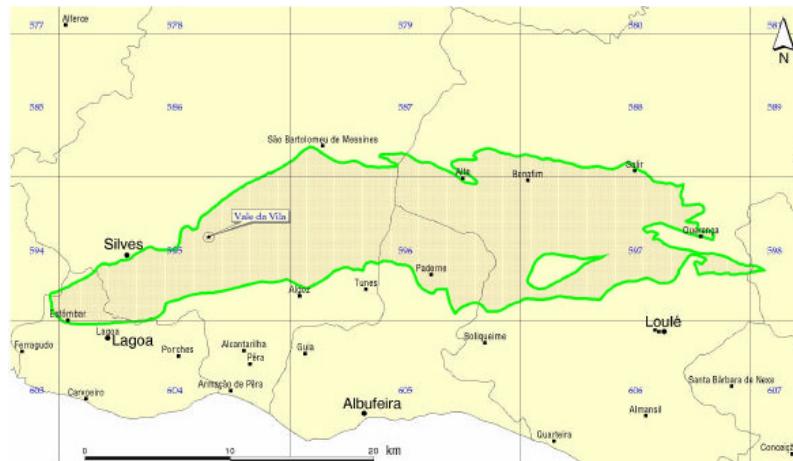 Alferce
577
578
579
580
N
585
586
587
588
589
São Bartolomeu de Messines
Alte
Benafim
Salir
Vale da Vila
Querença
Silves
594
595
596
597
598
Paderne
Tunes
Algoz
Estômbar
Lagoa
Lagoa
Loulé
Ferragudo
Porches
Alcantarilha
Pêra
Guia
Boliqueime
603
Carvoeiro
604
Armação de Pêra
605
606
Santa Bárbara de Nexe
607
Albufeira
Almansil
Quarteira
Conceiç
0
10
20
km